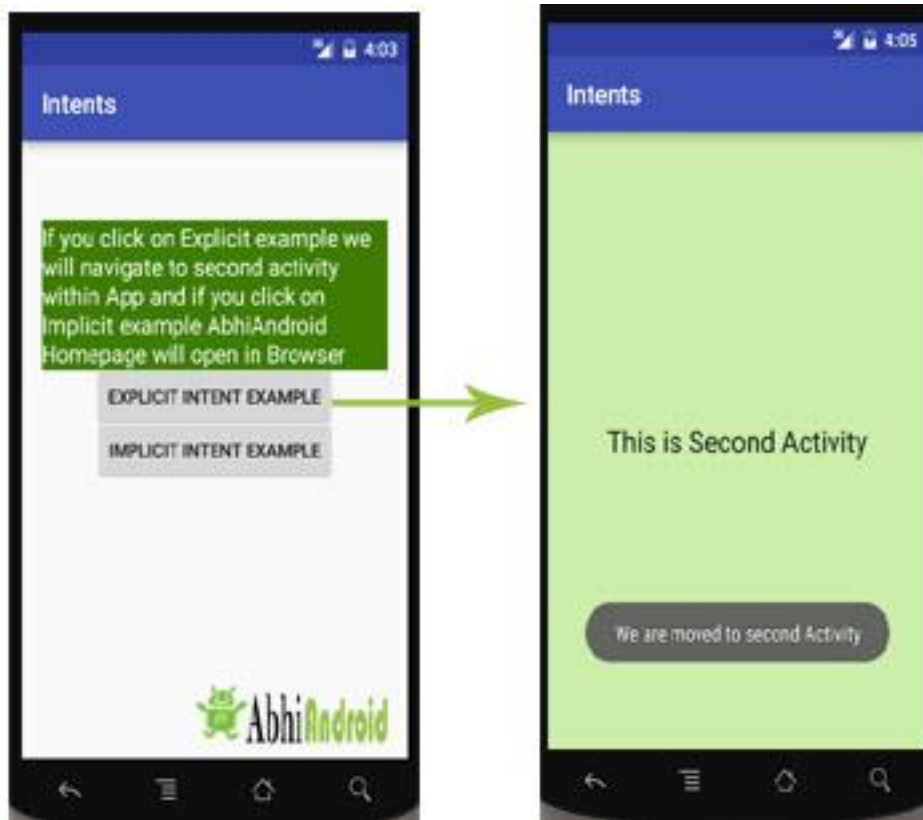 4:03
Intents
If you click on Explicit example we
will navigate to second activity
within App and if you click on
Implicit example AbhiAndroid
Homepage will open in Browser
EXPLICIT INTENT EXAMPLE
IMPLICIT INTENT EXAMPLE
AbhiAndroid
4:05
Intents
This is Second Activity
We are moved to second Activity